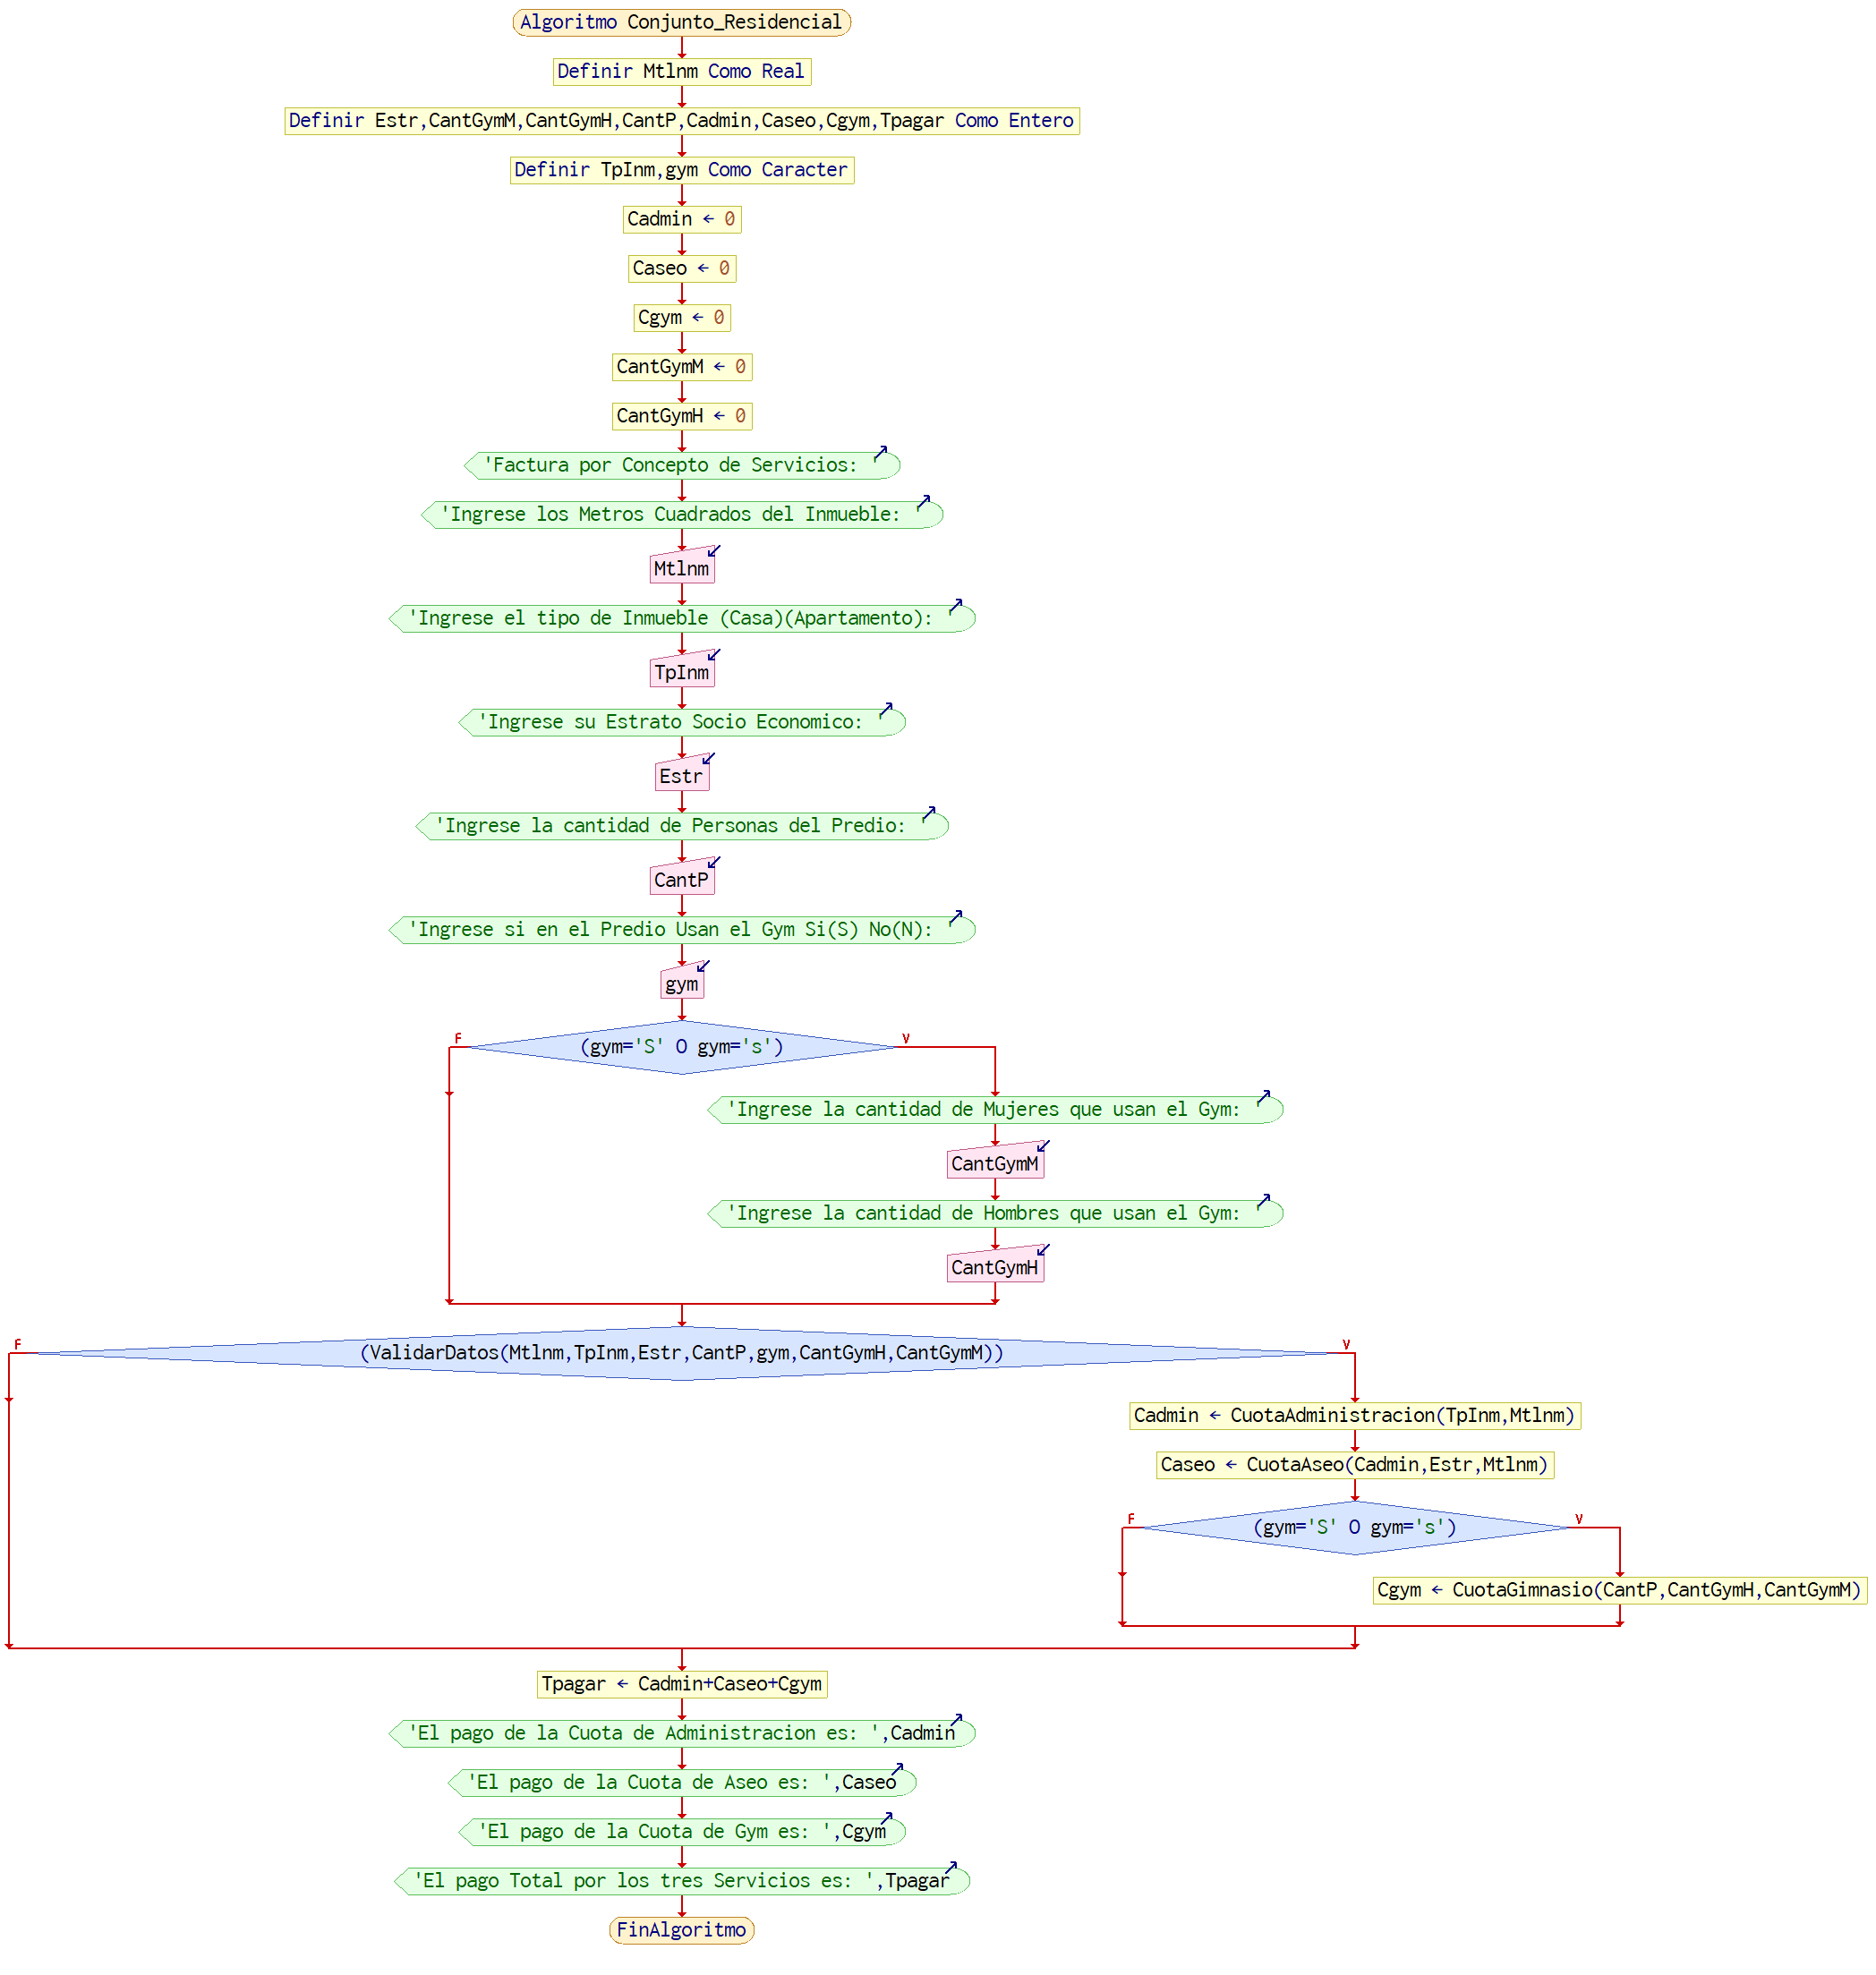 Algoritmo Conjunto_Residencial
Definir Mtlnm Como Real
Definir Estr,CantGymM,CantGymH,CantP,Cadmin,Caseo,Cgym,Tpagar Como Entero
Definir TpInm,gym Como Caracter
Cadmin ← 0
Caseo ← 0
Cgym ← 0
CantGymM ← 0
CantGymH ← 0
'Factura por Concepto de Servicios: '
'Ingrese los Metros Cuadrados del Inmueble: '
Mtlnm
'Ingrese el tipo de Inmueble (Casa)(Apartamento): '
TpInm
'Ingrese su Estrato Socio Economico: '
Estr
'Ingrese la cantidad de Personas del Predio: '
CantP
'Ingrese si en el Predio Usan el Gym Si(S) No(N): '
gym
F
V
(gym='S' O gym='s')
'Ingrese la cantidad de Mujeres que usan el Gym: '
CantGymM
'Ingrese la cantidad de Hombres que usan el Gym: '
CantGymH
F
V
(ValidarDatos(Mtlnm,TpInm,Estr,CantP,gym,CantGymH,CantGymM))
Cadmin ← CuotaAdministracion(TpInm,Mtlnm)
Caseo ← CuotaAseo(Cadmin,Estr,Mtlnm)
F
V
(gym='S' O gym='s')
Cgym ← CuotaGimnasio(CantP,CantGymH,CantGymM)
Tpagar ← Cadmin+Caseo+Cgym
'El pago de la Cuota de Administracion es: ',Cadmin
'El pago de la Cuota de Aseo es: ',Caseo
'El pago de la Cuota de Gym es: ',Cgym
'El pago Total por los tres Servicios es: ',Tpagar
FinAlgoritmo